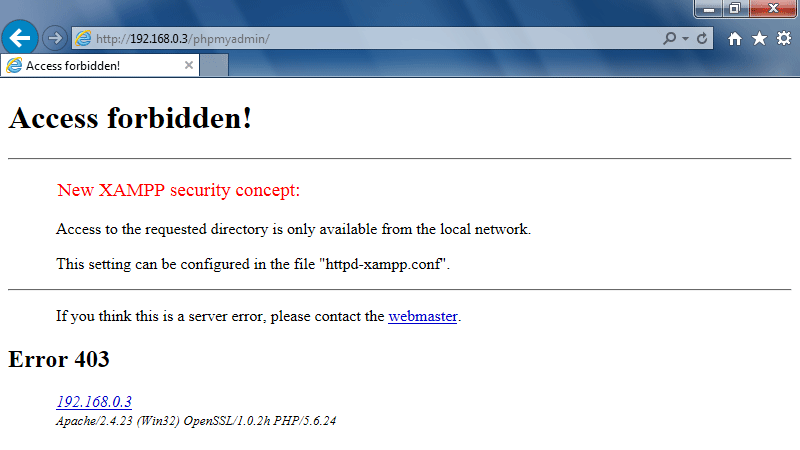 http://192.168.0.3/phpmyadmin/
Access forbidden!
Access forbidden!
New XAMPP security concept:
Access to the requested directory is only available from the local network.
This setting can be configured in the file "httpd-xampp.conf".
If you think this is a server error, please contact the webmaster.
Error 403
192.168.0.3
Apache/2.4.23 (Win32) OpenSSL/1.0.2h PHP/5.6.24